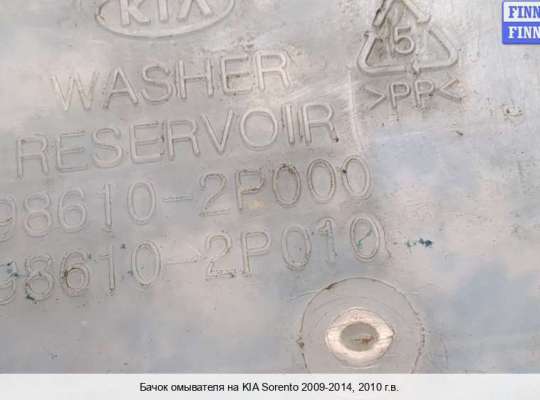 KIA
FINN
FINN
5
>PP<
WASHER
RESERVOIR
98610-2P000
98610-2P010
Бачок омывателя на KIA Sorento 2009-2014, 2010 г.в.